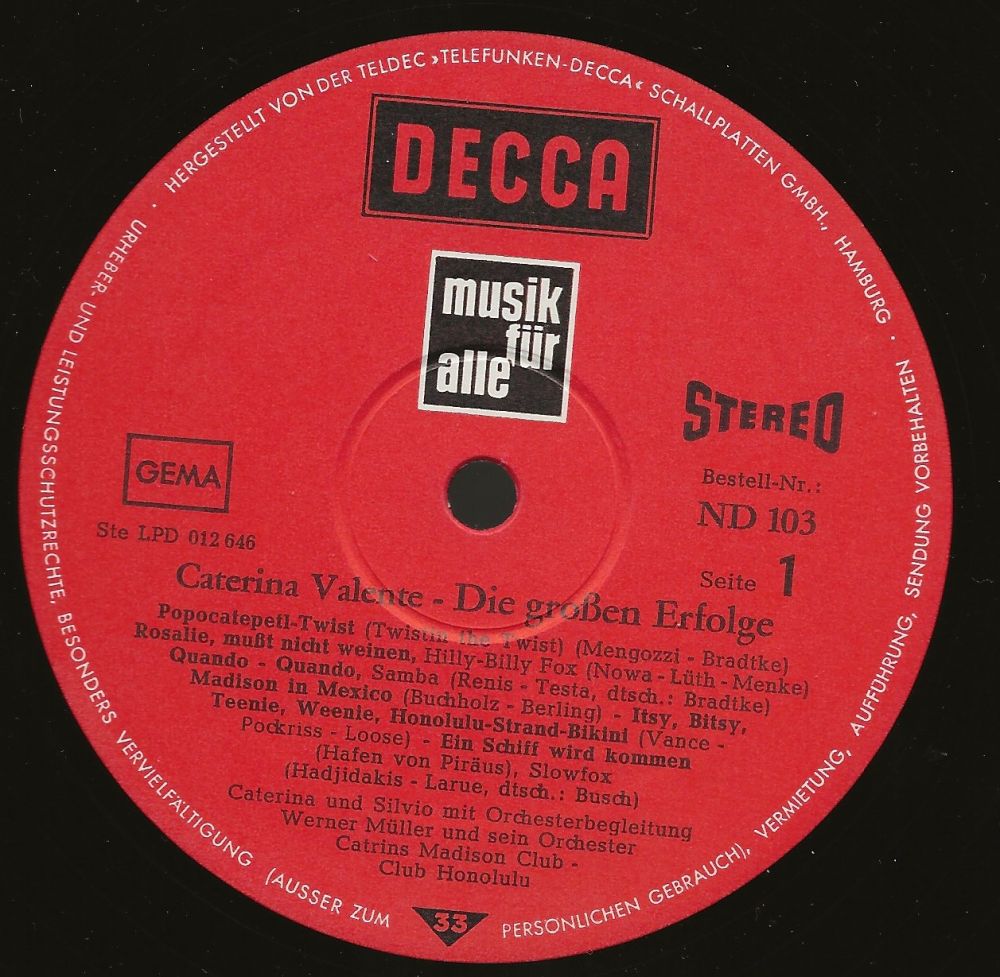 HERGESTELLT VON DER TELDEC »TELEFUNKEN-DECCA« SCHALLPLATTEN GMBH., HAMBURG ·
URHEBER- UND LEISTUNGSSCHUTZRECHTE, BESONDERS VERVIELFÄLTIGUNG (AUSSER ZUM PERSÖNLICHEN GEBRAUCH), VERMIETUNG, AUFFÜHRUNG, SENDUNG VORBEHALTEN ·
DECCA
musik
für
alle
STEREO
GEMA
Bestell-Nr.:
ND 103
Ste LPD 012 646
Seite 1
Caterina Valente - Die großen Erfolge
Popocatepetl-Twist (Twistin the Twist) (Mengozzi - Bradtke)
Rosalie, mußt nicht weinen, Hilly-Billy Fox (Nowa - Lüth - Menke)
Quando - Quando, Samba (Renis - Testa, dtsch.: Bradtke)
Madison in Mexico (Buchholz - Berling) - Itsy, Bitsy,
Teenie, Weenie, Honolulu-Strand-Bikini (Vance -
Pockriss - Loose) - Ein Schiff wird kommen
(Hafen von Piräus), Slowfox
(Hadjidakis - Larue, dtsch.: Busch)
Caterina und Silvio mit Orchesterbegleitung
Werner Müller und sein Orchester
Catrins Madison Club -
Club Honolulu
33